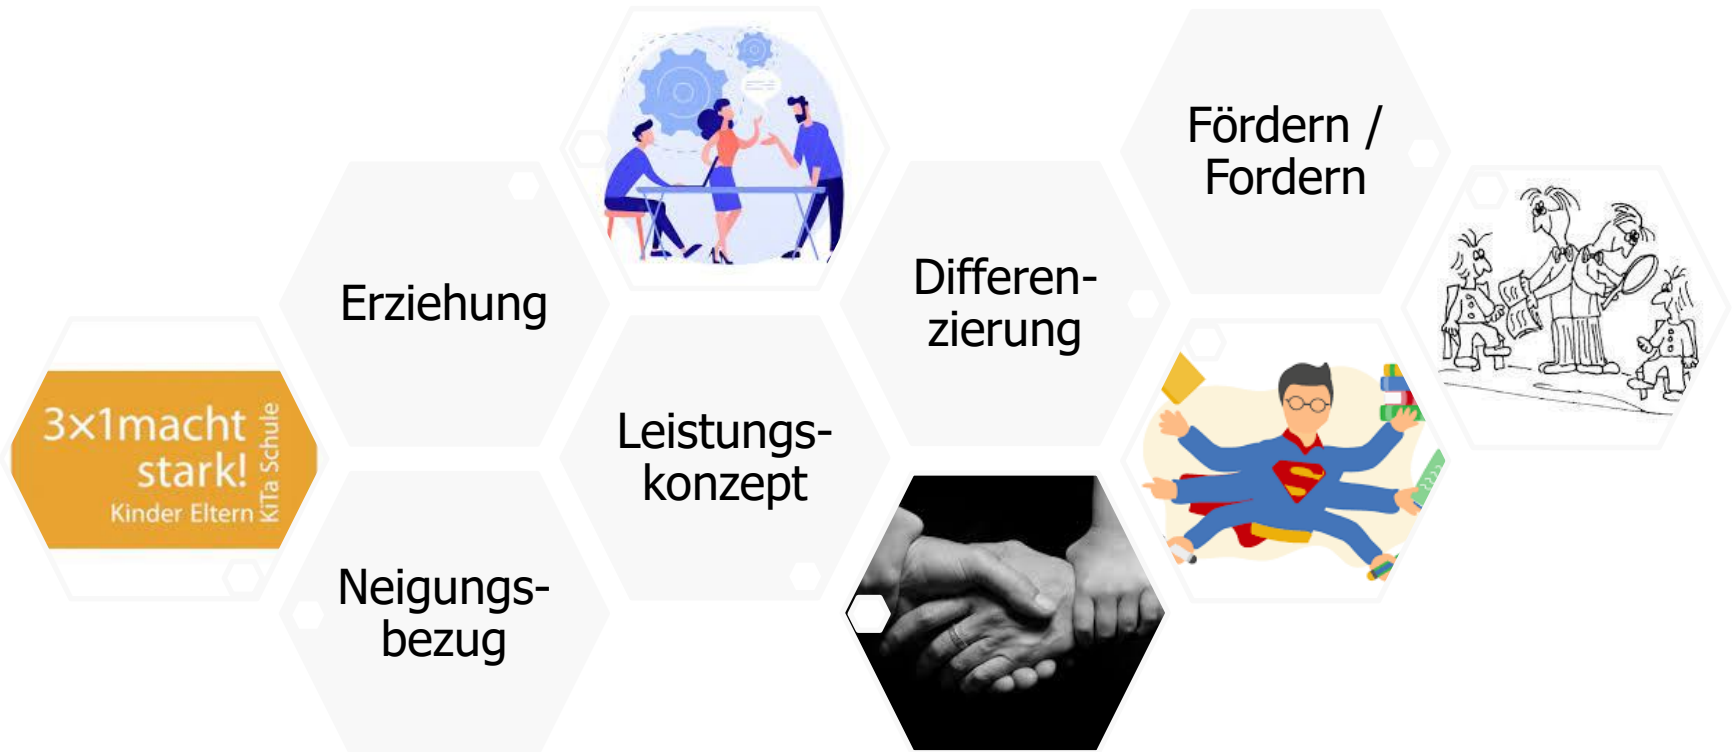 3x1macht
stark!
Kinder Eltern
KiTa Schule
Erziehung
Neigungs-
bezug
Leistungs-
konzept
Differen-
zierung
Fördern /
Fordern